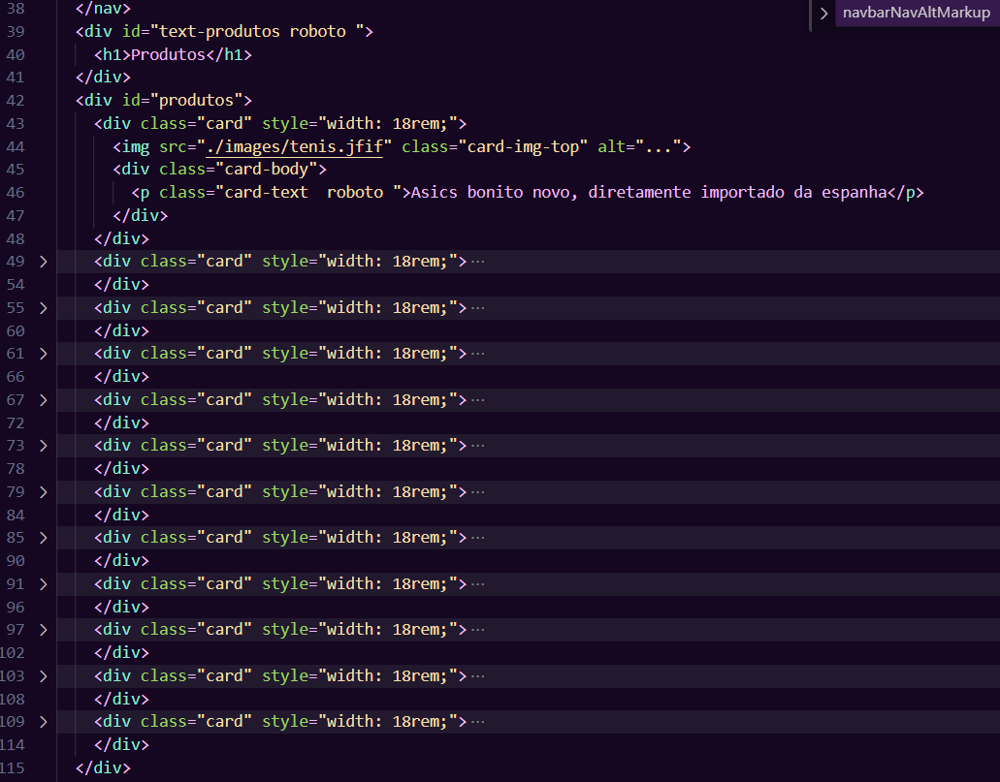 navbarNavAltMarkup
38 </nav>
39 <div id="text-produtos roboto ">
40 <h1>Produtos</h1>
41 </div>
42 <div id="produtos">
43 <div class="card" style="width: 18rem;">
44 <img src="./images/tenis.jfif" class="card-img-top" alt="...">
45 <div class="card-body">
46 <p class="card-text  roboto ">Asics bonito novo, diretamente importado da espanha</p>
47 </div>
48 </div>
49 <div class="card" style="width: 18rem;">···
54 </div>
55 <div class="card" style="width: 18rem;">···
60 </div>
61 <div class="card" style="width: 18rem;">···
66 </div>
67 <div class="card" style="width: 18rem;">···
72 </div>
73 <div class="card" style="width: 18rem;">···
78 </div>
79 <div class="card" style="width: 18rem;">···
84 </div>
85 <div class="card" style="width: 18rem;">···
90 </div>
91 <div class="card" style="width: 18rem;">···
96 </div>
97 <div class="card" style="width: 18rem;">···
102 </div>
103 <div class="card" style="width: 18rem;">···
108 </div>
109 <div class="card" style="width: 18rem;">···
114 </div>
115 </div>